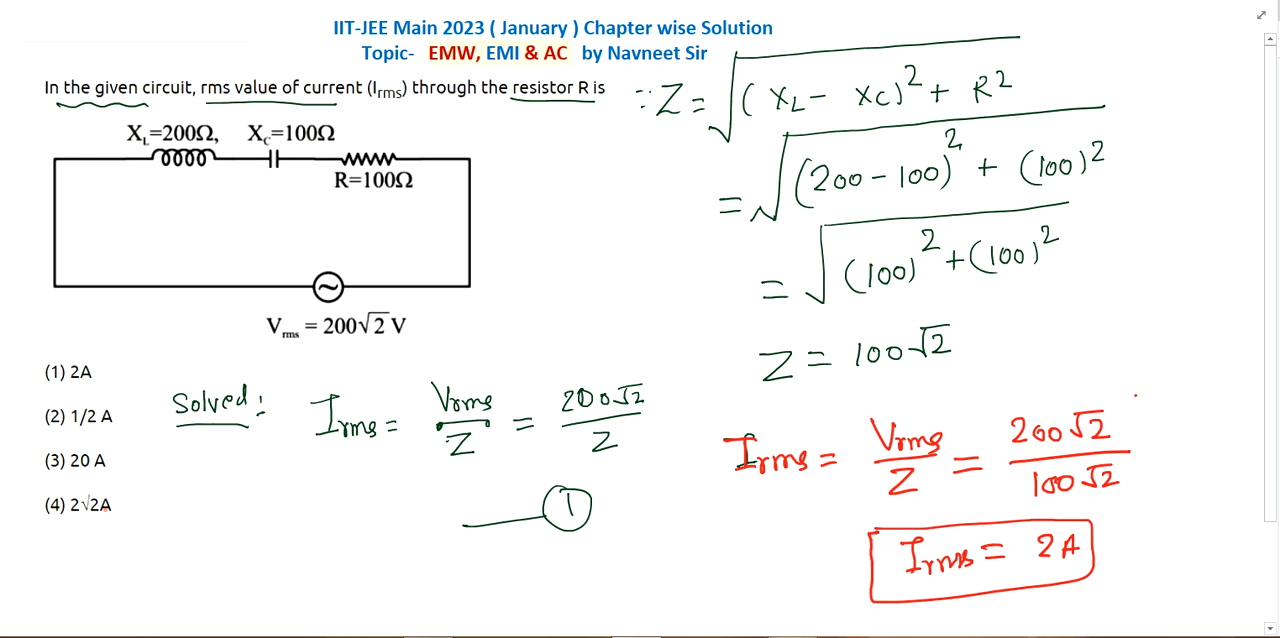 IIT-JEE Main 2023 ( January ) Chapter wise Solution
Topic- EMW, EMI & AC by Navneet Sir
In the given circuit, rms value of current (Irms) through the resistor R is
X_L=200Ω, X_C=100Ω
R=100Ω
V_rms = 200√2 V
(1) 2A
(2) 1/2 A
(3) 20 A
(4) 2√2A
Solved: Irms = Vrms/Z = 200√2/Z
1
∵ Z = √((XL - XC)² + R²)
= √((200 - 100)² + (100)²)
= √((100)² + (100)²)
Z = 100√2
Irms = Vrms/Z = 200√2/100√2
Irms = 2A